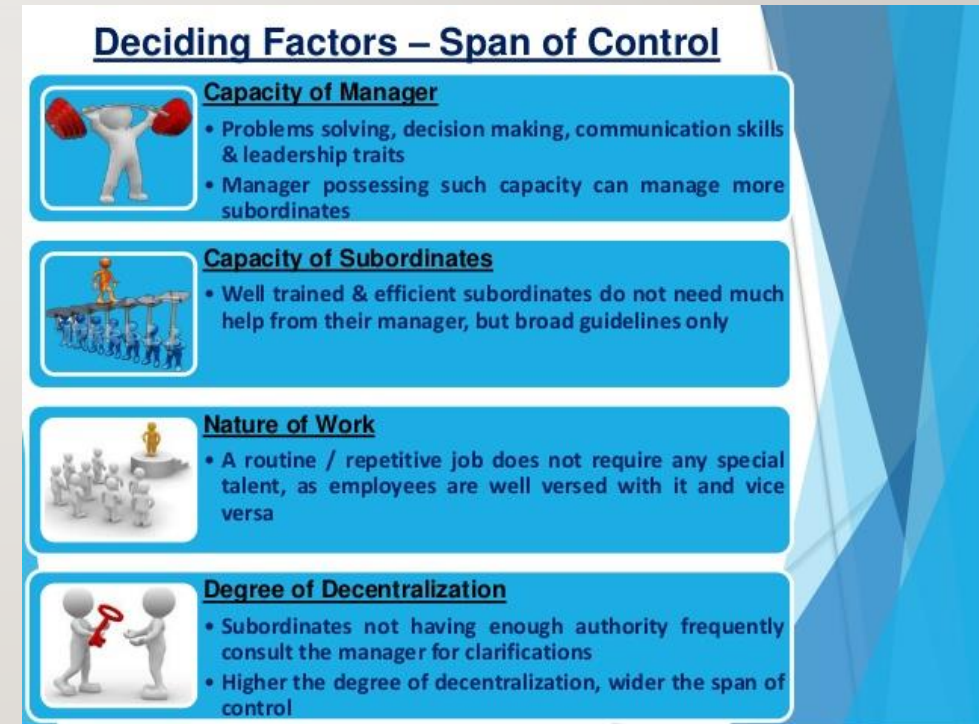 Deciding Factors – Span of Control
Capacity of Manager
• Problems solving, decision making, communication skills
& leadership traits
• Manager possessing such capacity can manage more
subordinates
Capacity of Subordinates
• Well trained & efficient subordinates do not need much
help from their manager, but broad guidelines only
Nature of Work
• A routine / repetitive job does not require any special
talent, as employees are well versed with it and vice
versa
Degree of Decentralization
• Subordinates not having enough authority frequently
consult the manager for clarifications
• Higher the degree of decentralization, wider the span of
control